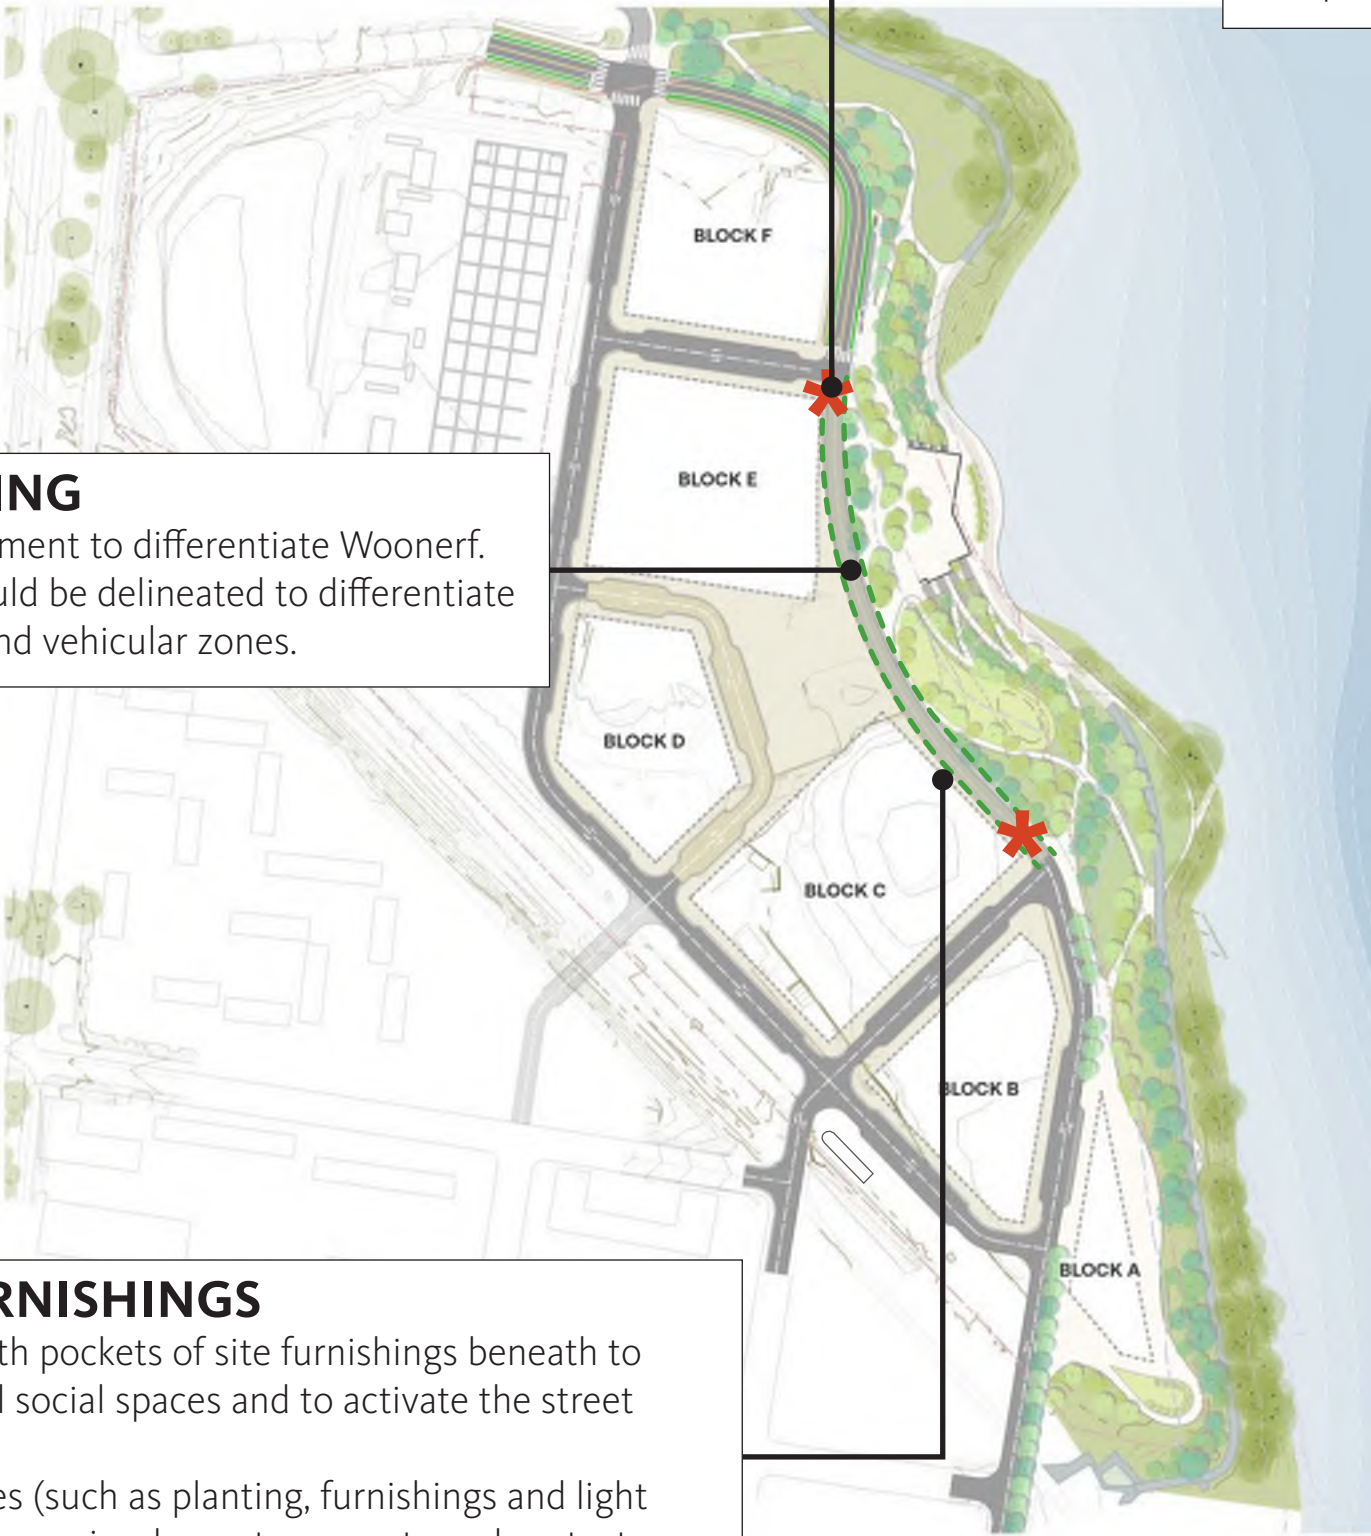 BLOCK F
BLOCK E
ING
ment to differentiate Woonerf.
uld be delineated to differentiate
nd vehicular zones.
BLOCK D
BLOCK C
BLOCK B
BLOCK A
RNISHINGS
th pockets of site furnishings beneath to
l social spaces and to activate the street
es (such as planting, furnishings and light